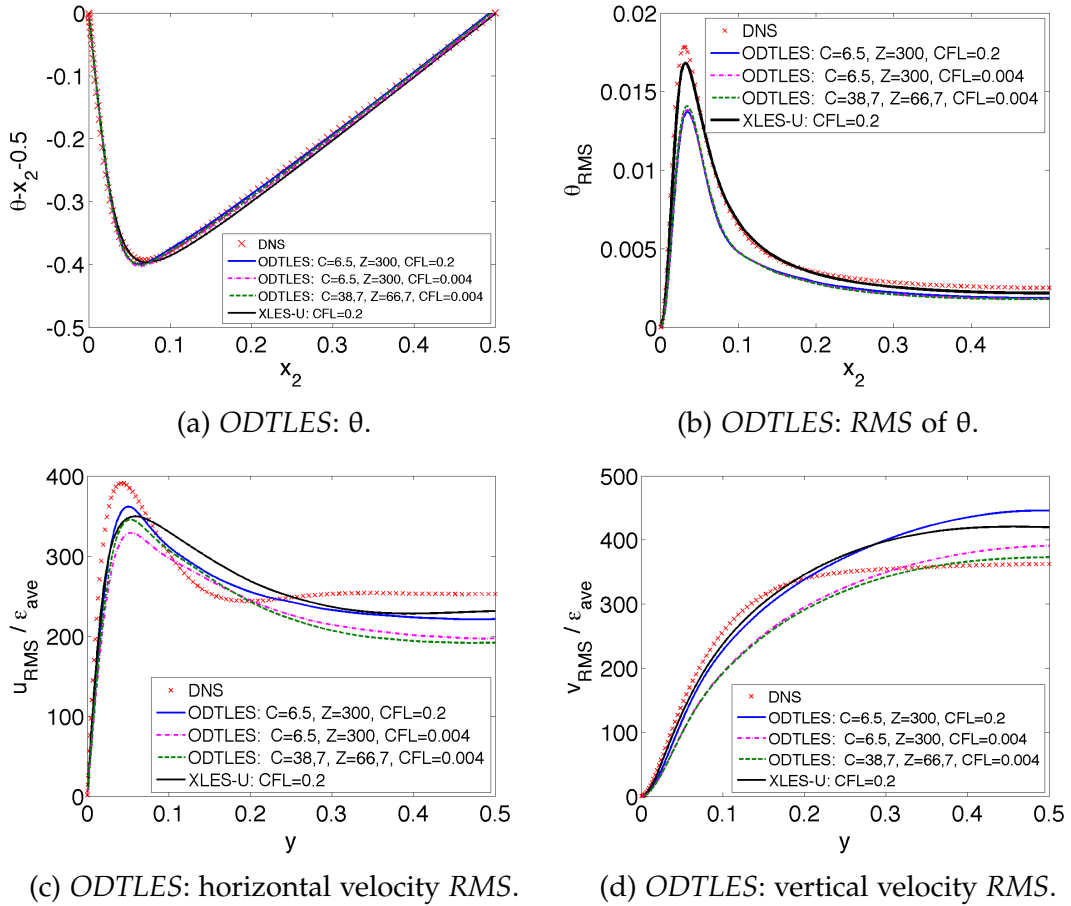 0
-0.1
-0.2
-0.3
-0.4
-0.5
θ-x2-0.5
0 0.1 0.2 0.3 0.4 0.5
x2
DNS
ODTLES: C=6.5, Z=300, CFL=0.2
ODTLES: C=6.5, Z=300, CFL=0.004
ODTLES: C=38,7, Z=66,7, CFL=0.004
XLES-U: CFL=0.2
(a) ODTLES: θ.
0.02
0.015
0.01
0.005
0
θRMS
0 0.1 0.2 0.3 0.4
x2
DNS
ODTLES: C=6.5, Z=300, CFL=0.2
ODTLES: C=6.5, Z=300, CFL=0.004
ODTLES: C=38,7, Z=66,7, CFL=0.004
XLES-U: CFL=0.2
(b) ODTLES: RMS of θ.
400
300
200
100
0
uRMS / εave
0 0.1 0.2 0.3 0.4 0.5
y
DNS
ODTLES: C=6.5, Z=300, CFL=0.2
ODTLES: C=6.5, Z=300, CFL=0.004
ODTLES: C=38,7, Z=66,7, CFL=0.004
XLES-U: CFL=0.2
(c) ODTLES: horizontal velocity RMS.
500
400
300
200
100
0
vRMS / εave
0 0.1 0.2 0.3 0.4 0.5
y
DNS
ODTLES: C=6.5, Z=300, CFL=0.2
ODTLES: C=6.5, Z=300, CFL=0.004
ODTLES: C=38,7, Z=66,7, CFL=0.004
XLES-U: CFL=0.2
(d) ODTLES: vertical velocity RMS.